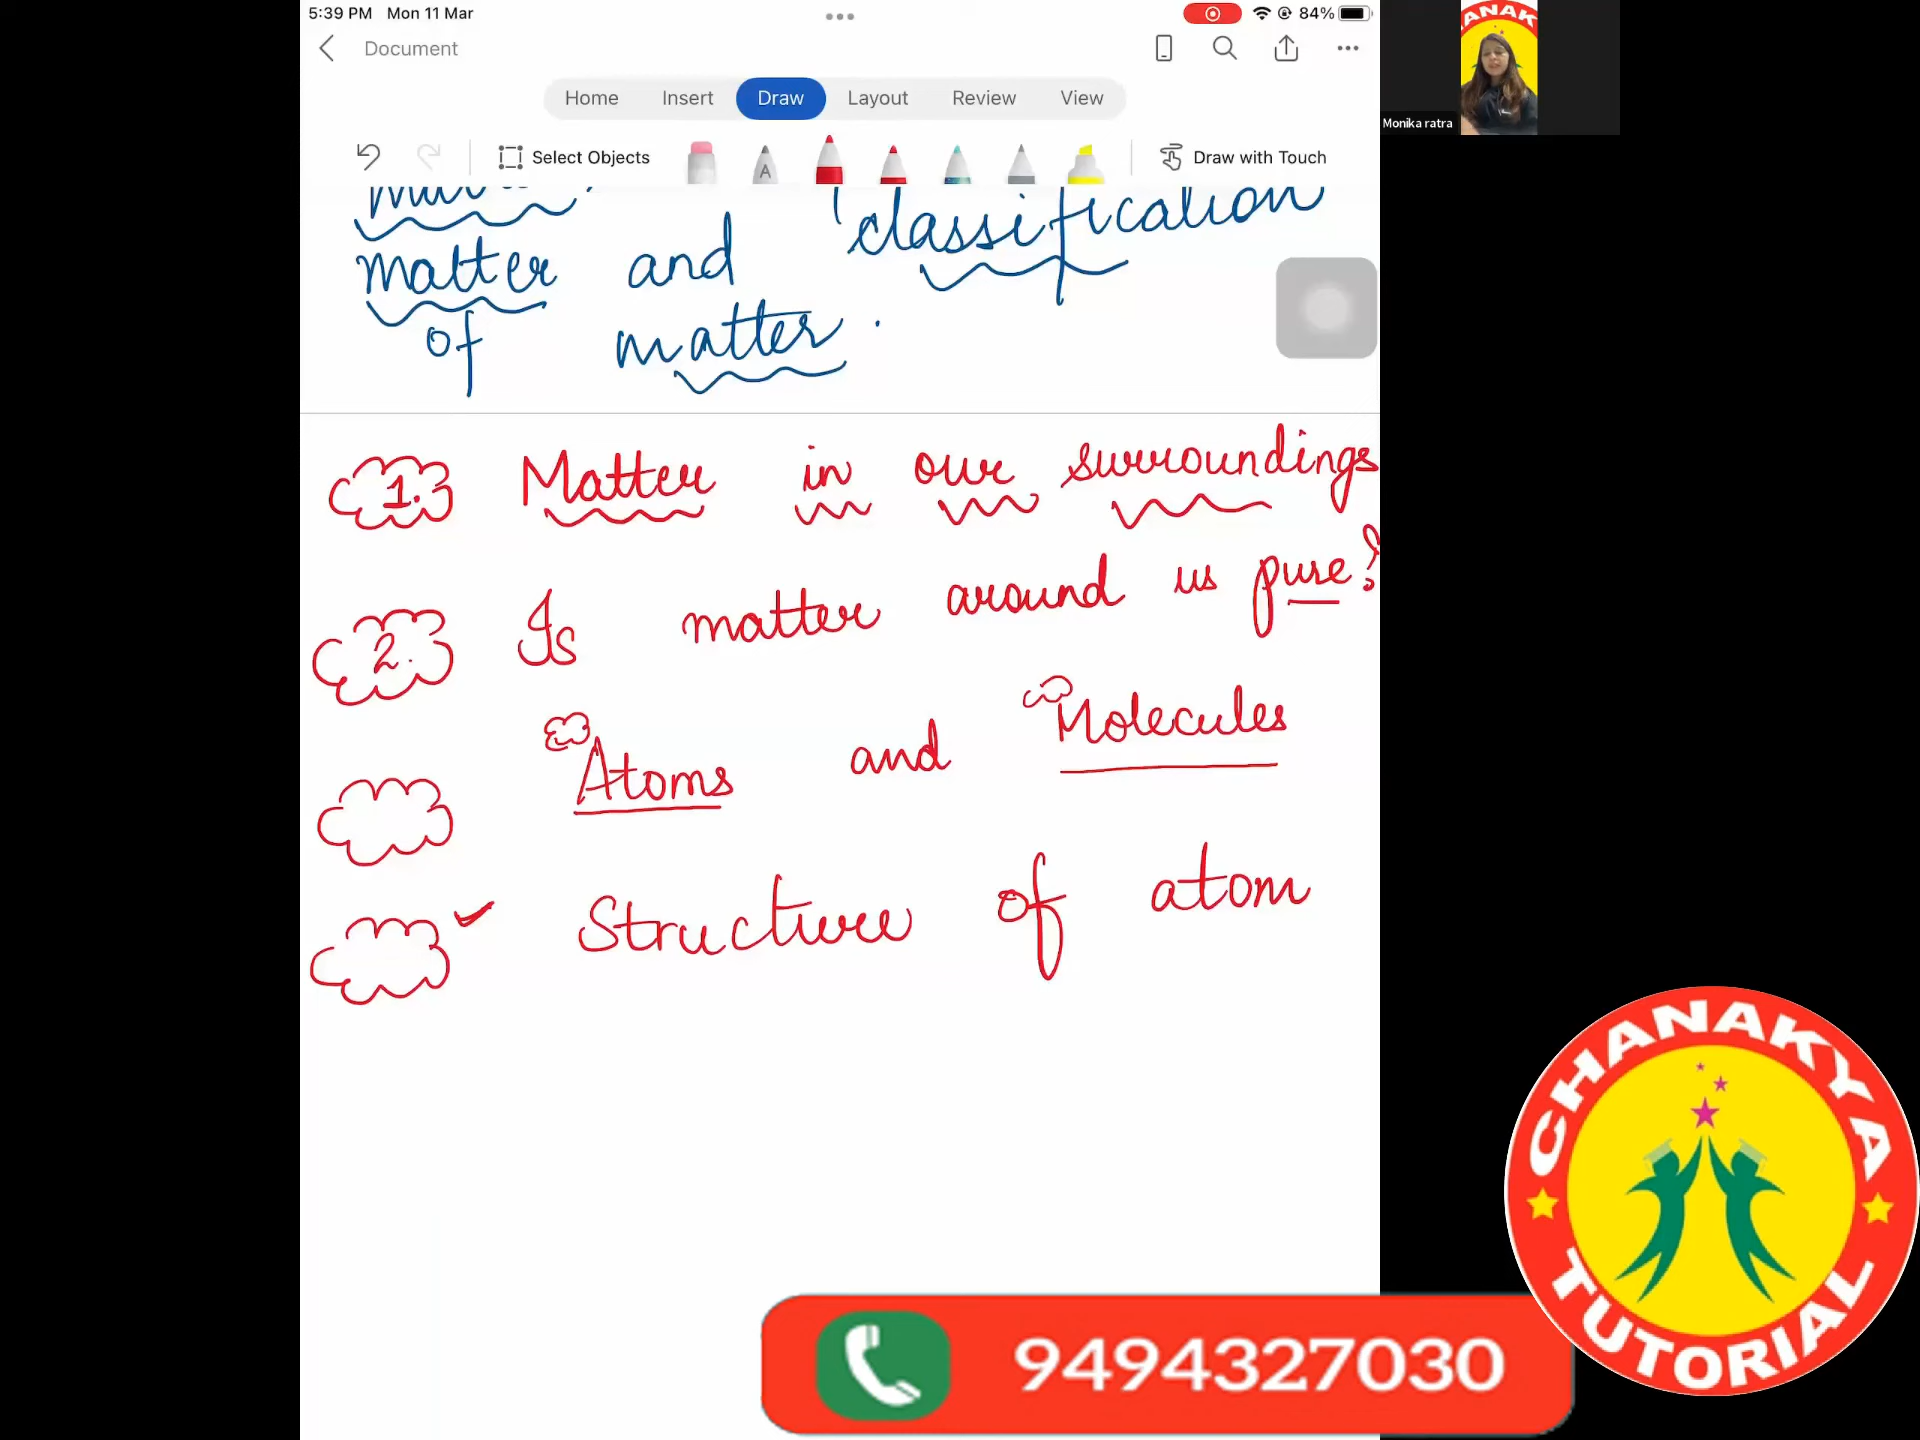 5:39 PM Mon 11 Mar
84%
Document
Home Insert Draw Layout Review View
Select Objects
A
Draw with Touch
CHANAK
Monika ratra
classification
matter and
of matter.
1. Matter in our surroundings
2. Is matter around us pure?
Atoms and Molecules
Structure of atom
CHANAKYA
TUTORIAL
9494327030